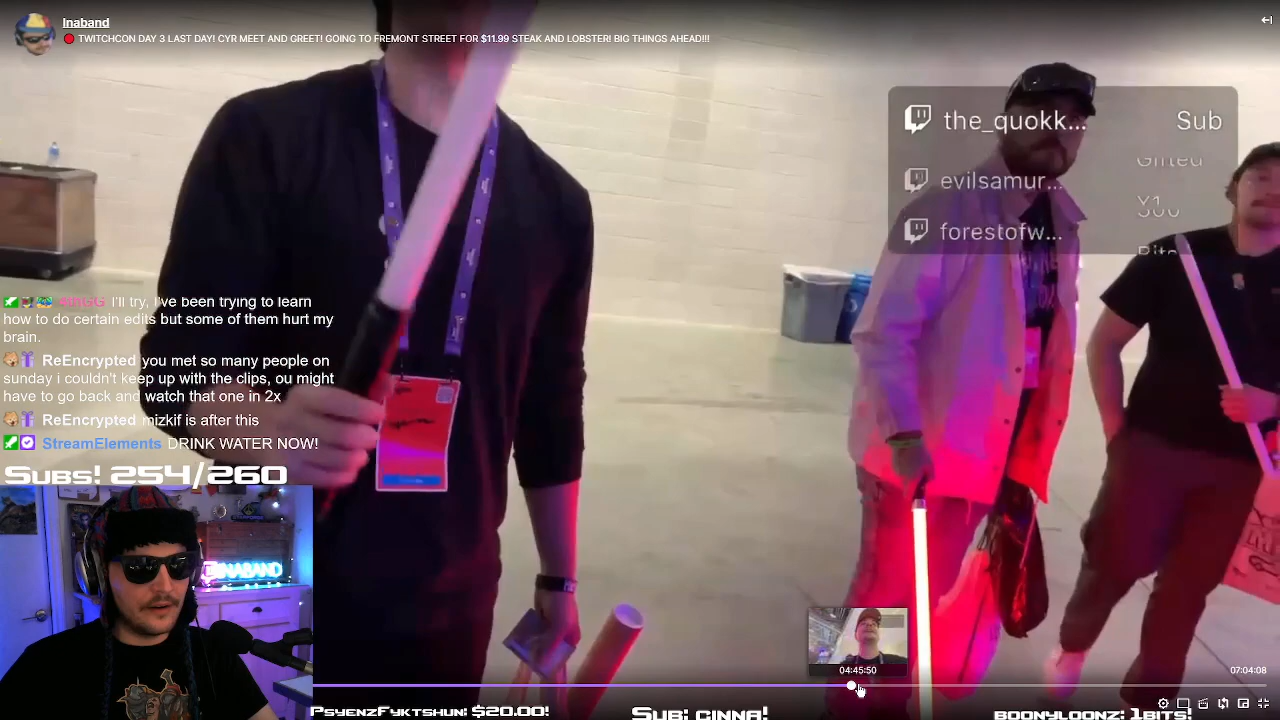 Inaband
TWITCHCON DAY 3 LAST DAY! CYR MEET AND GREET! GOING TO FREMONT STREET FOR $11.99 STEAK AND LOBSTER! BIG THINGS AHEAD!!!
the_quokk... Sub
Gifted
evilsamur...
X1
300
forestofw...
Bits
I'll try, I've been trying to learn
how to do certain edits but some of them hurt my
brain.
ReEncrypted you met so many people on
sunday i couldn't keep up with the clips, ou might
have to go back and watch that one in 2x
ReEncrypted mizkif is after this
StreamElements DRINK WATER NOW!
Subs! 254/260
INABAND
04:45:50
07:04:08
PsyenzFyktshun: $20.00!
Sub: cinna!
boonyloonz: 1Bits!